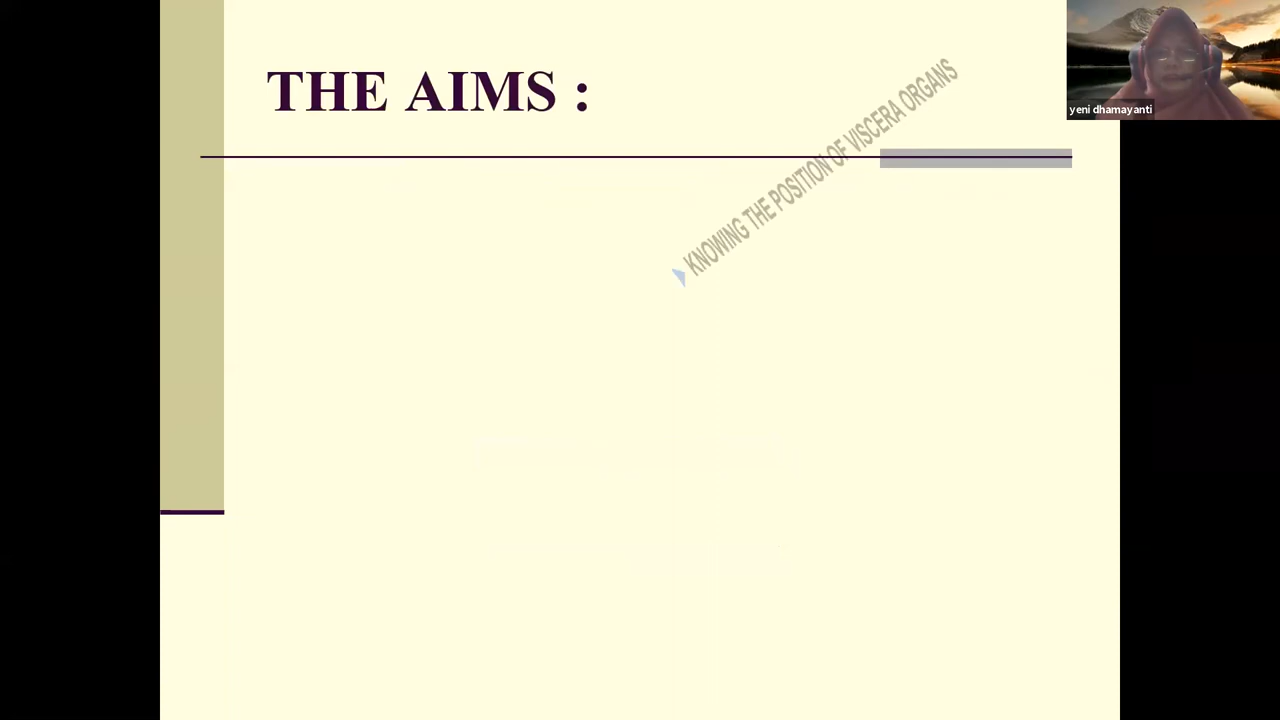 THE AIMS :
KNOWING THE POSITION OF VISCERA ORGANS
yeni dhamayanti